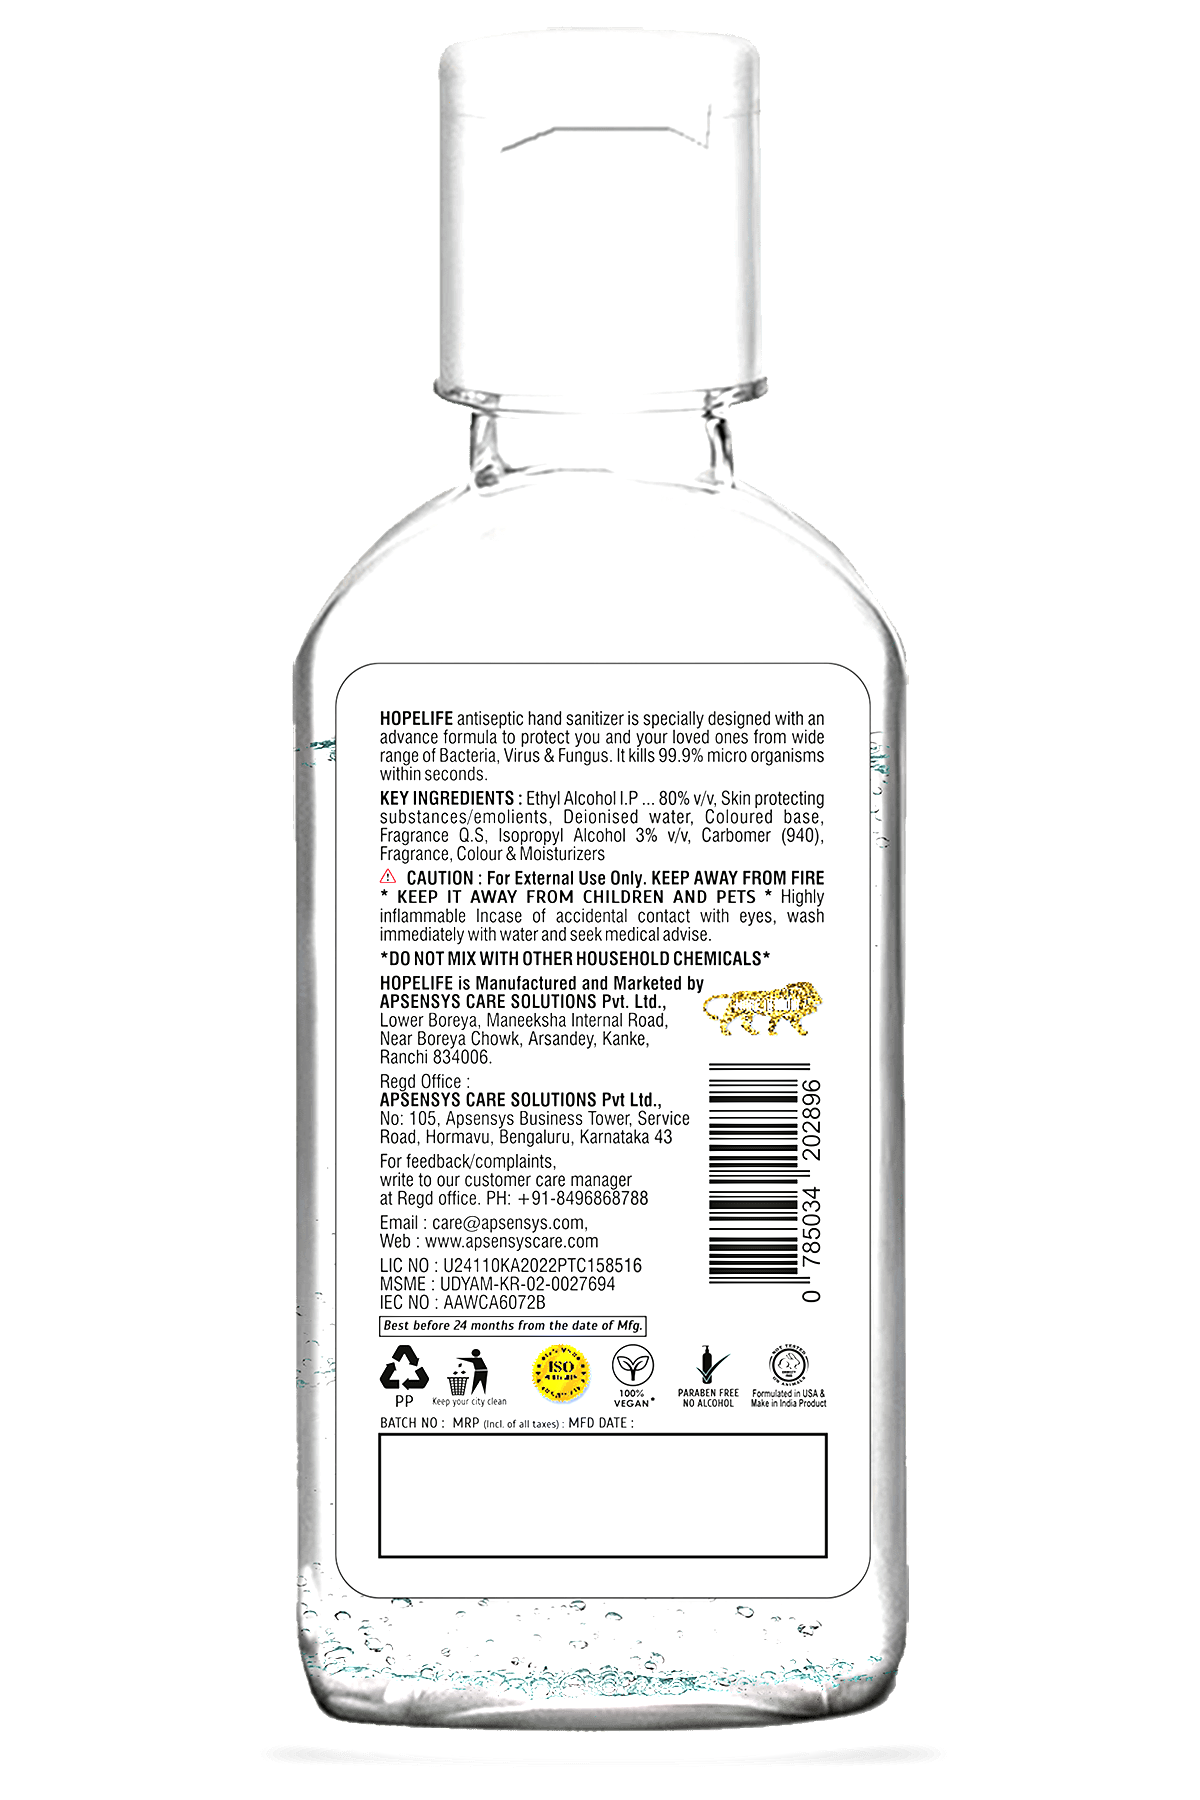 HOPELIFE antiseptic hand sanitizer is specially designed with an
advance formula to protect you and your loved ones from wide
range of Bacteria, Virus & Fungus. It kills 99.9% micro organisms
within seconds.
KEY INGREDIENTS : Ethyl Alcohol I.P ... 80% v/v, Skin protecting
substances/emolients, Deionised water, Coloured base,
Fragrance Q.S, Isopropyl Alcohol 3% v/v, Carbomer (940),
Fragrance, Colour & Moisturizers
CAUTION : For External Use Only. KEEP AWAY FROM FIRE
* KEEP IT AWAY FROM CHILDREN AND PETS * Highly
inflammable Incase of accidental contact with eyes, wash
immediately with water and seek medical advise.
*DO NOT MIX WITH OTHER HOUSEHOLD CHEMICALS*
HOPELIFE is Manufactured and Marketed by
APSENSYS CARE SOLUTIONS Pvt. Ltd.,
Lower Boreya, Maneeksha Internal Road,
Near Boreya Chowk, Arsandey, Kanke,
Ranchi 834006.
Regd Office :
APSENSYS CARE SOLUTIONS Pvt Ltd.,
No: 105, Apsensys Business Tower, Service
Road, Hormavu, Bengaluru, Karnataka 43
For feedback/complaints,
write to our customer care manager
at Regd office. PH: +91-8496868788
Email : care@apsensys.com,
Web : www.apsensyscare.com
LIC NO : U24110KA2022PTC158516
MSME : UDYAM-KR-02-0027694
IEC NO : AAWCA6072B
0 785034 202896
Best before 24 months from the date of Mfg.
PP
Keep your city clean
ISO
100%
VEGAN*
PARABEN FREE
NO ALCOHOL
NOT TESTED
ON ANIMALS
Formulated in USA &
Make in India Product
BATCH NO : MRP (Incl. of all taxes) : MFD DATE :